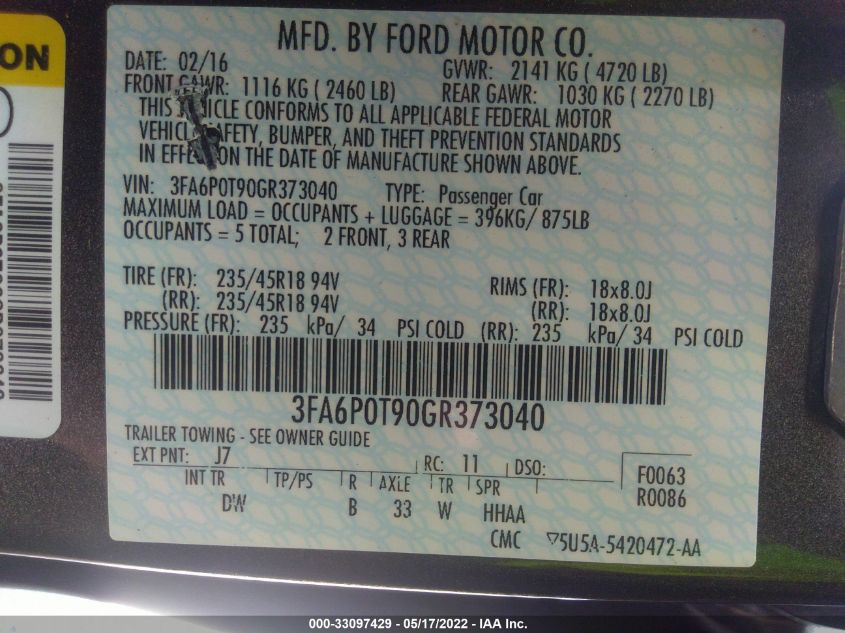 ON
MFD. BY FORD MOTOR CO.
DATE: 02/16 GVWR: 2141 KG ( 4720 LB)
FRONT GAWR: 1116 KG ( 2460 LB) REAR GAWR: 1030 KG ( 2270 LB)
THIS VEHICLE CONFORMS TO ALL APPLICABLE FEDERAL MOTOR
VEHICLE SAFETY, BUMPER, AND THEFT PREVENTION STANDARDS
IN EFFECT ON THE DATE OF MANUFACTURE SHOWN ABOVE.
VIN: 3FA6P0T90GR373040 TYPE: Passenger Car
MAXIMUM LOAD = OCCUPANTS + LUGGAGE = 396KG/ 875LB
OCCUPANTS = 5 TOTAL; 2 FRONT, 3 REAR
TIRE (FR): 235/45R18 94V RIMS (FR): 18x8.0J
(RR): 235/45R18 94V (RR): 18x8.0J
PRESSURE (FR): 235 kPa/ 34 PSI COLD (RR): 235 kPa/ 34 PSI COLD
3FA6P0T90GR373040
TRAILER TOWING - SEE OWNER GUIDE
EXT PNT: J7 RC: 11 DSO: F0063
INT TR TP/PS R AXLE TR SPR R0086
DW B 33 W HHAA
CMC 5U5A-5420472-AA
000-33097429 - 05/17/2022 - IAA Inc.